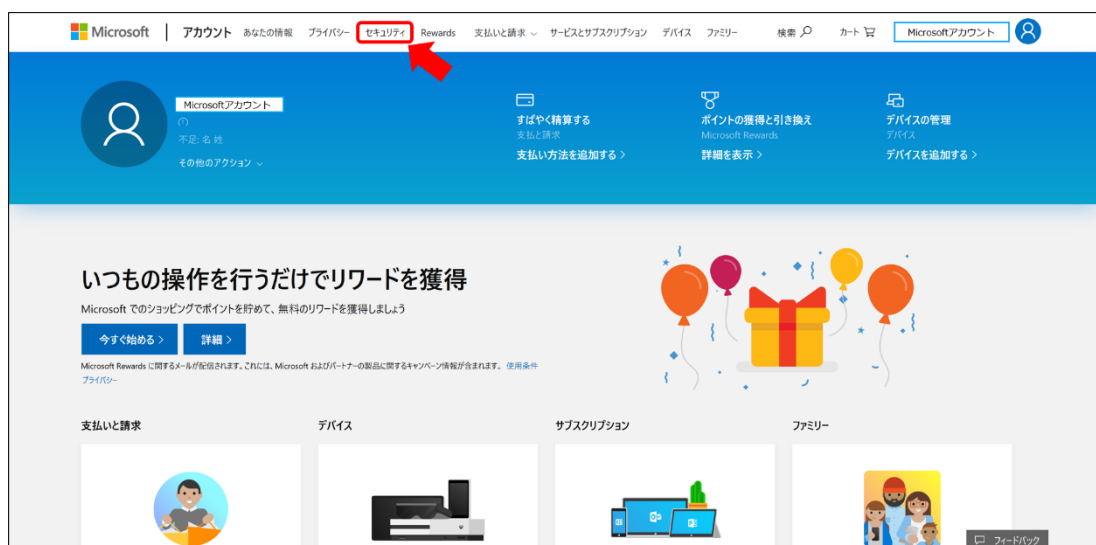 Microsoft アカウント あなたの情報 プライバシー セキュリティ Rewards 支払いと請求 サービスとサブスクリプション デバイス ファミリー 検索 カート Microsoftアカウント
Microsoftアカウント
不足: 名 姓
その他のアクション
すばやく精算する
支払と請求
支払い方法を追加する >
ポイントの獲得と引き換え
Microsoft Rewards
詳細を表示 >
デバイスの管理
デバイス
デバイスを追加する >
いつもの操作を行うだけでリワードを獲得
Microsoft でのショッピングでポイントを貯めて、無料のリワードを獲得しましょう
今すぐ始める > 詳細 >
Microsoft Rewards に関するメールが配信されます。これには、Microsoft およびパートナーの製品に関するキャンペーン情報が含まれます。 使用条件
プライバシー
支払いと請求 デバイス サブスクリプション ファミリー
フィードバック